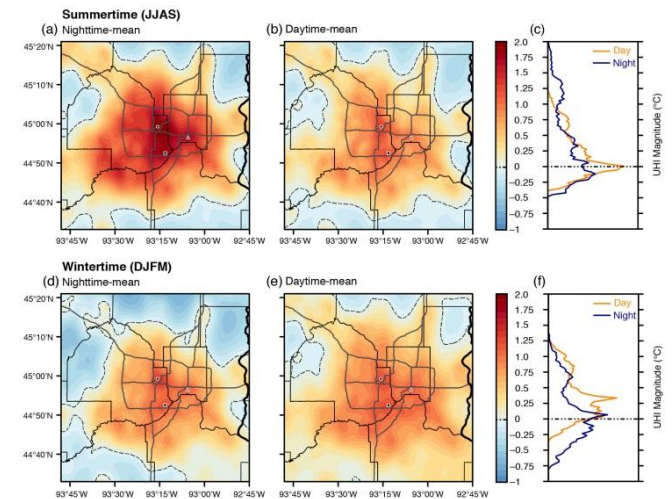 Summertime (JJAS)
(a) Nighttime-mean
(b) Daytime-mean
(c)
45°20'N
45°10'N
45°00'N
44°50'N
44°40'N
93°45'W 93°30'W 93°15'W 93°00'W 92°45'W
93°45'W 93°30'W 93°15'W 93°00'W 92°45'W
2.0
1.75
1.5
1.25
1.0
0.75
0.5
0.25
0
−0.25
−0.5
−0.75
−1
Day
Night
UHI Magnitude (°C)
Wintertime (DJFM)
(d) Nighttime-mean
(e) Daytime-mean
(f)
45°20'N
45°10'N
45°00'N
44°50'N
44°40'N
93°45'W 93°30'W 93°15'W 93°00'W 92°45'W
93°45'W 93°30'W 93°15'W 93°00'W 92°45'W
2.0
1.75
1.5
1.25
1.0
0.75
0.5
0.25
0
−0.25
−0.5
−0.75
−1
Day
Night
UHI Magnitude (°C)